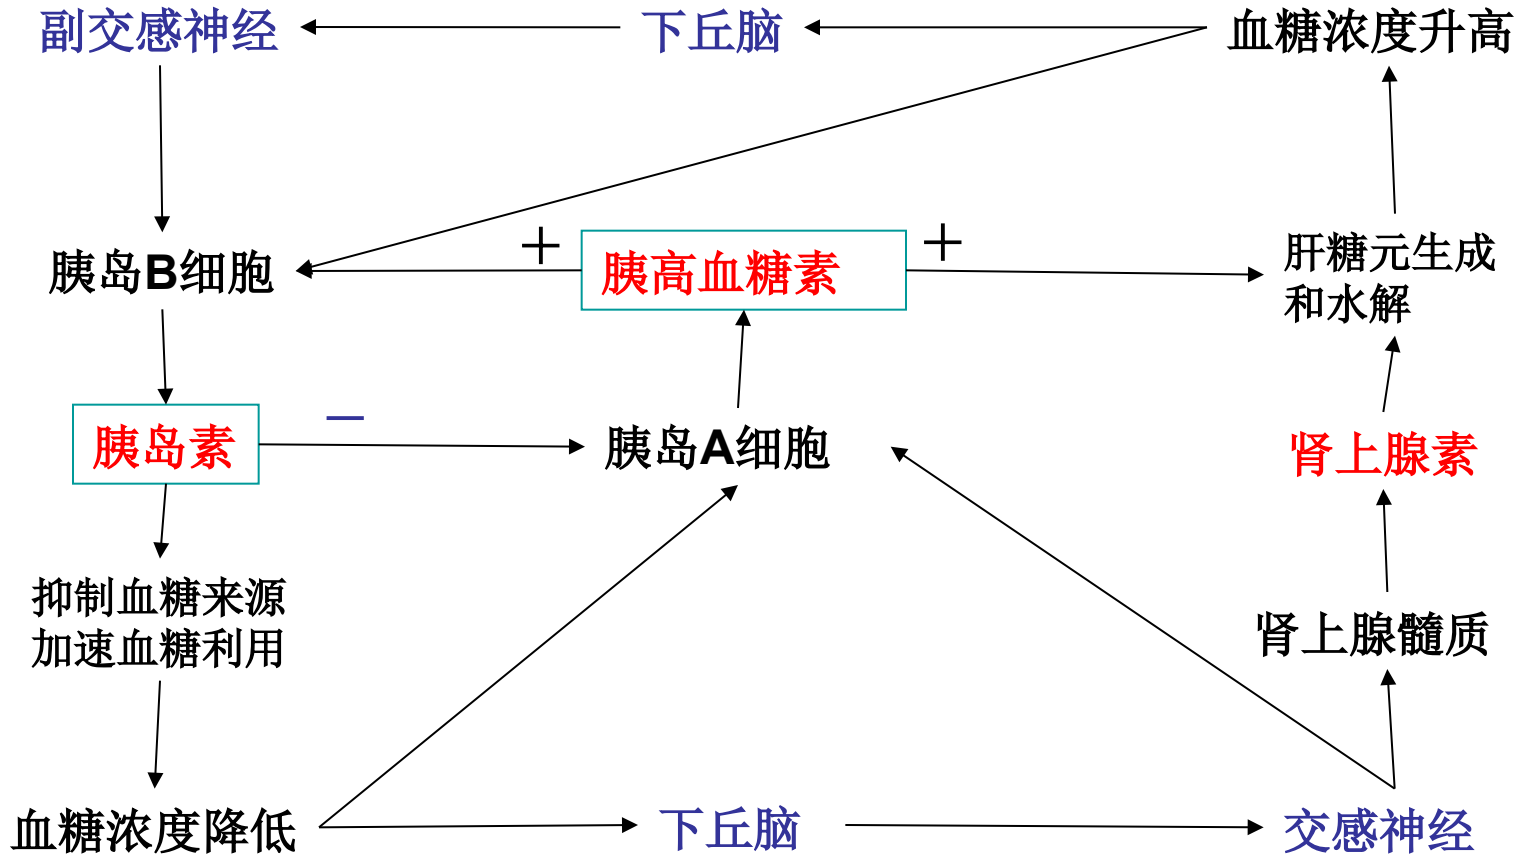 副交感神经
下丘脑
血糖浓度升高
胰岛B细胞
+
胰高血糖素
+
肝糖元生成
和水解
胰岛素
—
胰岛A细胞
肾上腺素
抑制血糖来源
加速血糖利用
肾上腺髓质
血糖浓度降低
下丘脑
交感神经